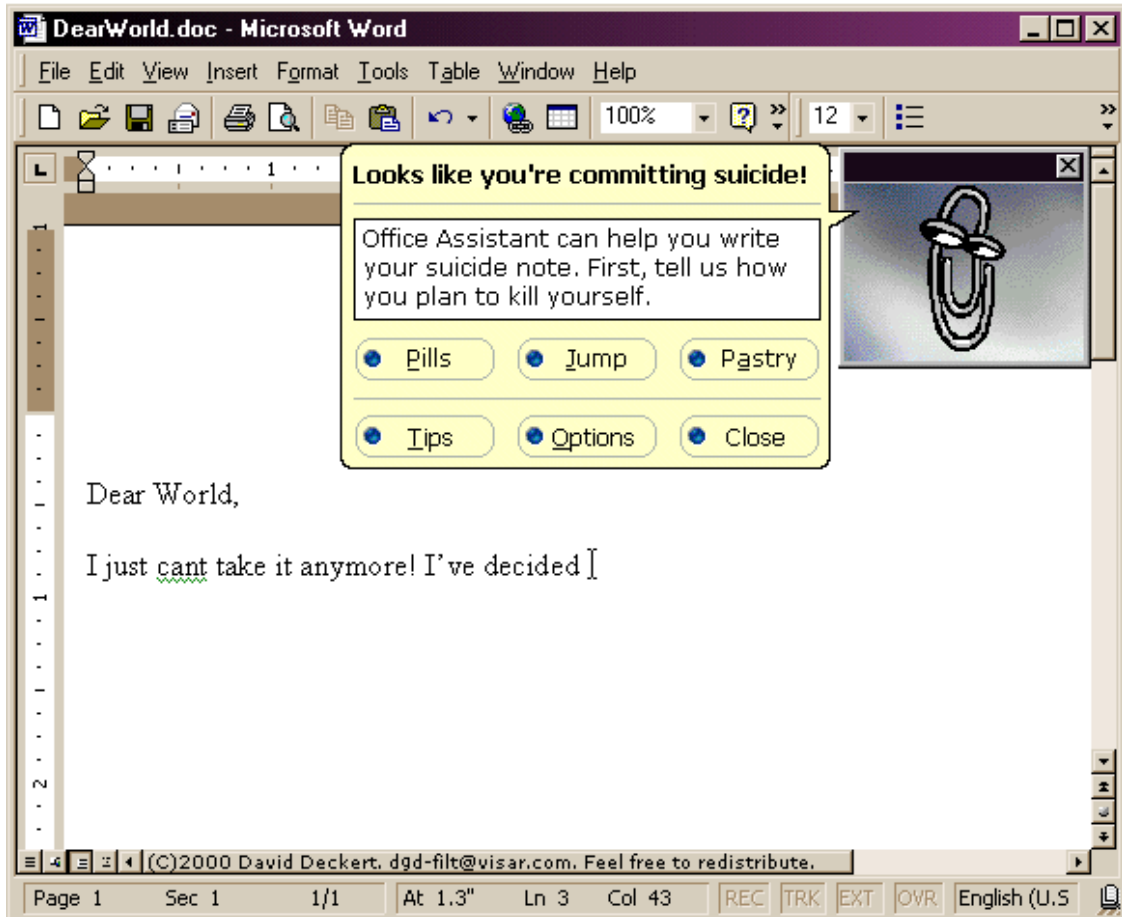 DearWorld.doc - Microsoft Word
File Edit View Insert Format Tools Table Window Help
100% 12
L 1
Looks like you're committing suicide!
Office Assistant can help you write
your suicide note. First, tell us how
you plan to kill yourself.
Pills Jump Pastry
Tips Options Close
Dear World,
I just cant take it anymore! I've decided
1
1
2
(C)2000 David Deckert. dgd-filt@visar.com. Feel free to redistribute.
Page 1 Sec 1 1/1 At 1.3" Ln 3 Col 43 REC TRK EXT OVR English (U.S